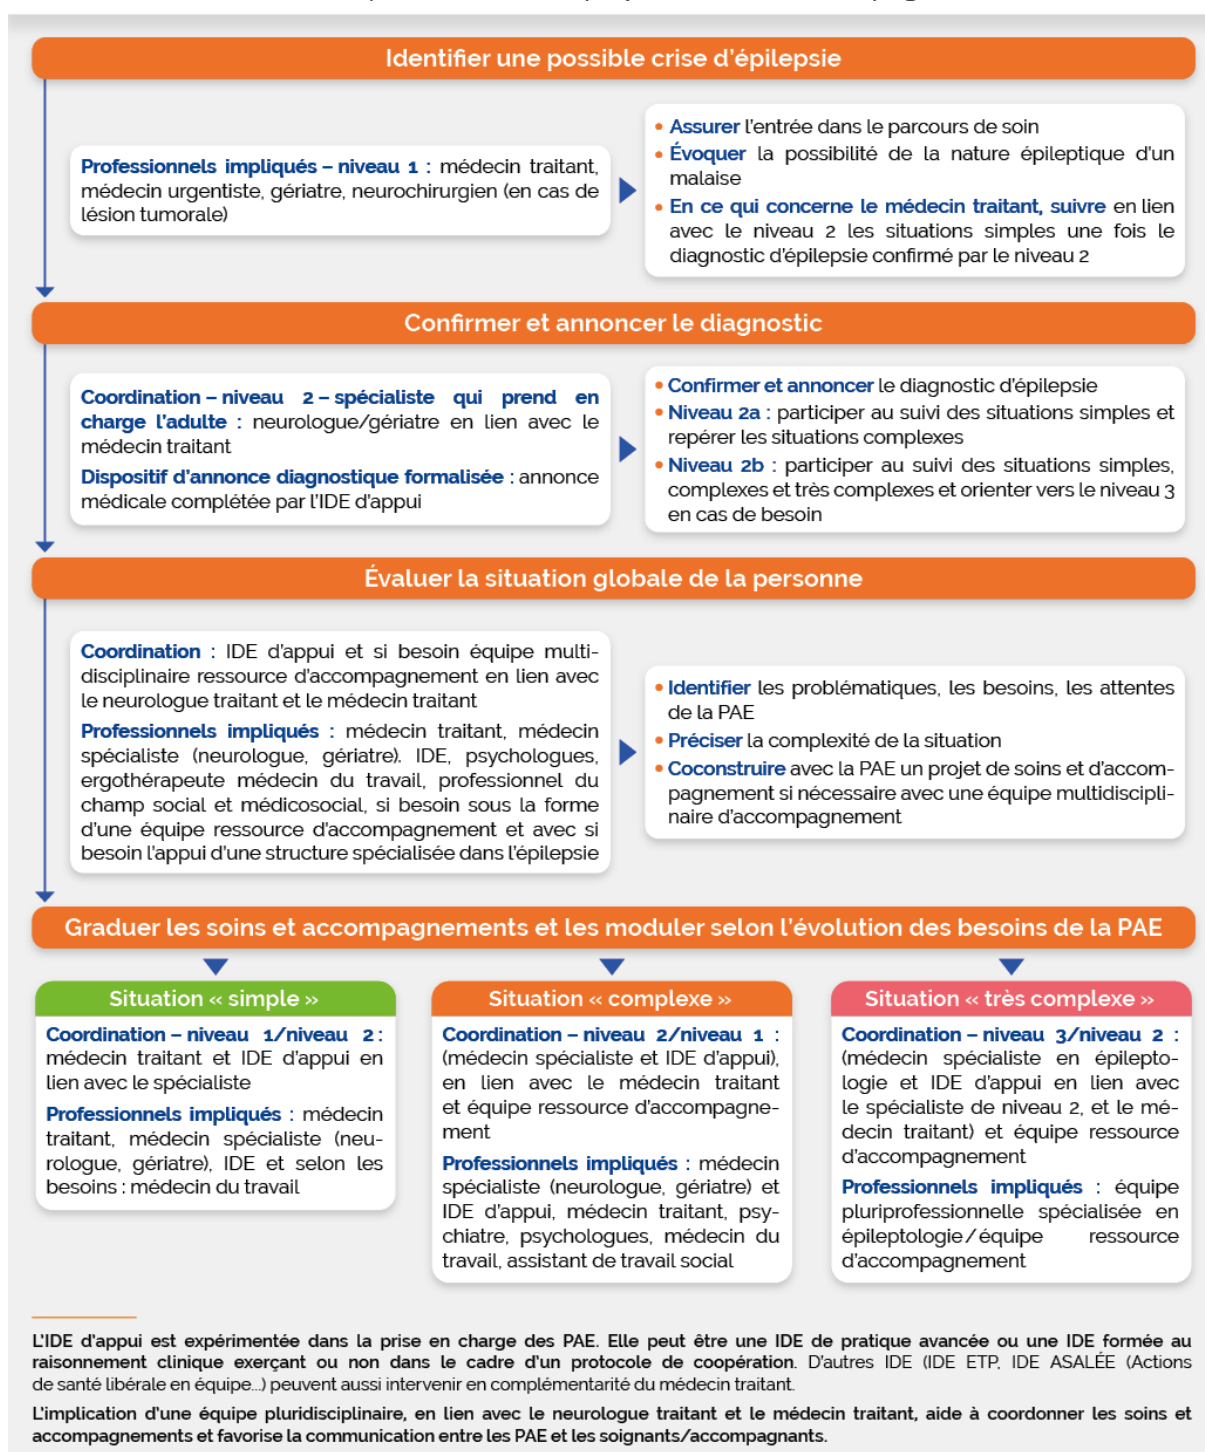 Identifier une possible crise d'épilepsie
Professionnels impliqués – niveau 1 : médecin traitant,
médecin urgentiste, gériatre, neurochirurgien (en cas de
lésion tumorale)
• Assurer l'entrée dans le parcours de soin
• Évoquer la possibilité de la nature épileptique d'un
malaise
• En ce qui concerne le médecin traitant, suivre en lien
avec le niveau 2 les situations simples une fois le
diagnostic d'épilepsie confirmé par le niveau 2
Confirmer et annoncer le diagnostic
Coordination – niveau 2 – spécialiste qui prend en
charge l'adulte : neurologue/gériatre en lien avec le
médecin traitant
Dispositif d'annonce diagnostique formalisée : annonce
médicale complétée par l'IDE d'appui
• Confirmer et annoncer le diagnostic d'épilepsie
• Niveau 2a : participer au suivi des situations simples et
repérer les situations complexes
• Niveau 2b : participer au suivi des situations simples,
complexes et très complexes et orienter vers le niveau 3
en cas de besoin
Évaluer la situation globale de la personne
Coordination : IDE d'appui et si besoin équipe multi-
disciplinaire ressource d'accompagnement en lien avec
le neurologue traitant et le médecin traitant
Professionnels impliqués : médecin traitant, médecin
spécialiste (neurologue, gériatre). IDE, psychologues,
ergothérapeute médecin du travail, professionnel du
champ social et médicosocial, si besoin sous la forme
d'une équipe ressource d'accompagnement et avec si
besoin l'appui d'une structure spécialisée dans l'épilepsie
• Identifier les problématiques, les besoins, les attentes
de la PAE
• Préciser la complexité de la situation
• Coconstruire avec la PAE un projet de soins et d'accom-
pagnement si nécessaire avec une équipe multidiscipli-
naire d'accompagnement
Graduer les soins et accompagnements et les moduler selon l'évolution des besoins de la PAE
Situation « simple »
Coordination – niveau 1/niveau 2 :
médecin traitant et IDE d'appui en
lien avec le spécialiste
Professionnels impliqués : médecin
traitant, médecin spécialiste (neu-
rologue, gériatre), IDE et selon les
besoins : médecin du travail
Situation « complexe »
Coordination – niveau 2/niveau 1 :
(médecin spécialiste et IDE d'appui),
en lien avec le médecin traitant
et équipe ressource d'accompagne-
ment
Professionnels impliqués : médecin
spécialiste (neurologue, gériatre) et
IDE d'appui, médecin traitant, psy-
chiatre, psychologues, médecin du
travail, assistant de travail social
Situation « très complexe »
Coordination – niveau 3/niveau 2 :
(médecin spécialiste en épilepto-
logie et IDE d'appui en lien avec
le spécialiste de niveau 2, et le mé-
decin traitant) et équipe ressource
d'accompagnement
Professionnels impliqués : équipe
pluriprofessionnelle spécialisée en
épileptologie/équipe ressource
d'accompagnement
L'IDE d'appui est expérimentée dans la prise en charge des PAE. Elle peut être une IDE de pratique avancée ou une IDE formée au
raisonnement clinique exerçant ou non dans le cadre d'un protocole de coopération. D'autres IDE (IDE ETP, IDE ASALÉE (Actions
de santé libérale en équipe...) peuvent aussi intervenir en complémentarité du médecin traitant.
L'implication d'une équipe pluridisciplinaire, en lien avec le neurologue traitant et le médecin traitant, aide à coordonner les soins et
accompagnements et favorise la communication entre les PAE et les soignants/accompagnants.